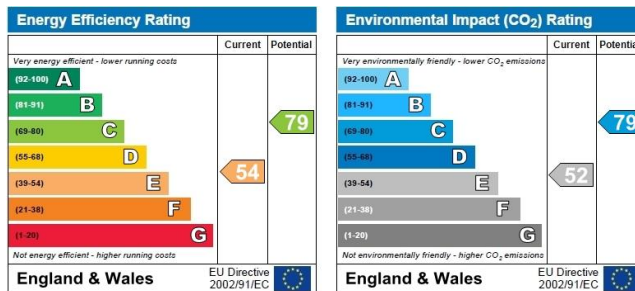 Energy Efficiency Rating
Current Potential
Very energy efficient - lower running costs
(92-100) A
(81-91) B
(69-80) C
(55-68) D
(39-54) E
(21-38) F
(1-20) G
79
54
Not energy efficient - higher running costs
England & Wales
EU Directive
2002/91/EC
Environmental Impact (CO₂) Rating
Current Potential
Very environmentally friendly - lower CO₂ emissions
(92-100) A
(81-91) B
(69-80) C
(55-68) D
(39-54) E
(21-38) F
(1-20) G
79
52
Not environmentally friendly - higher CO₂ emissions
England & Wales
EU Directive
2002/91/EC